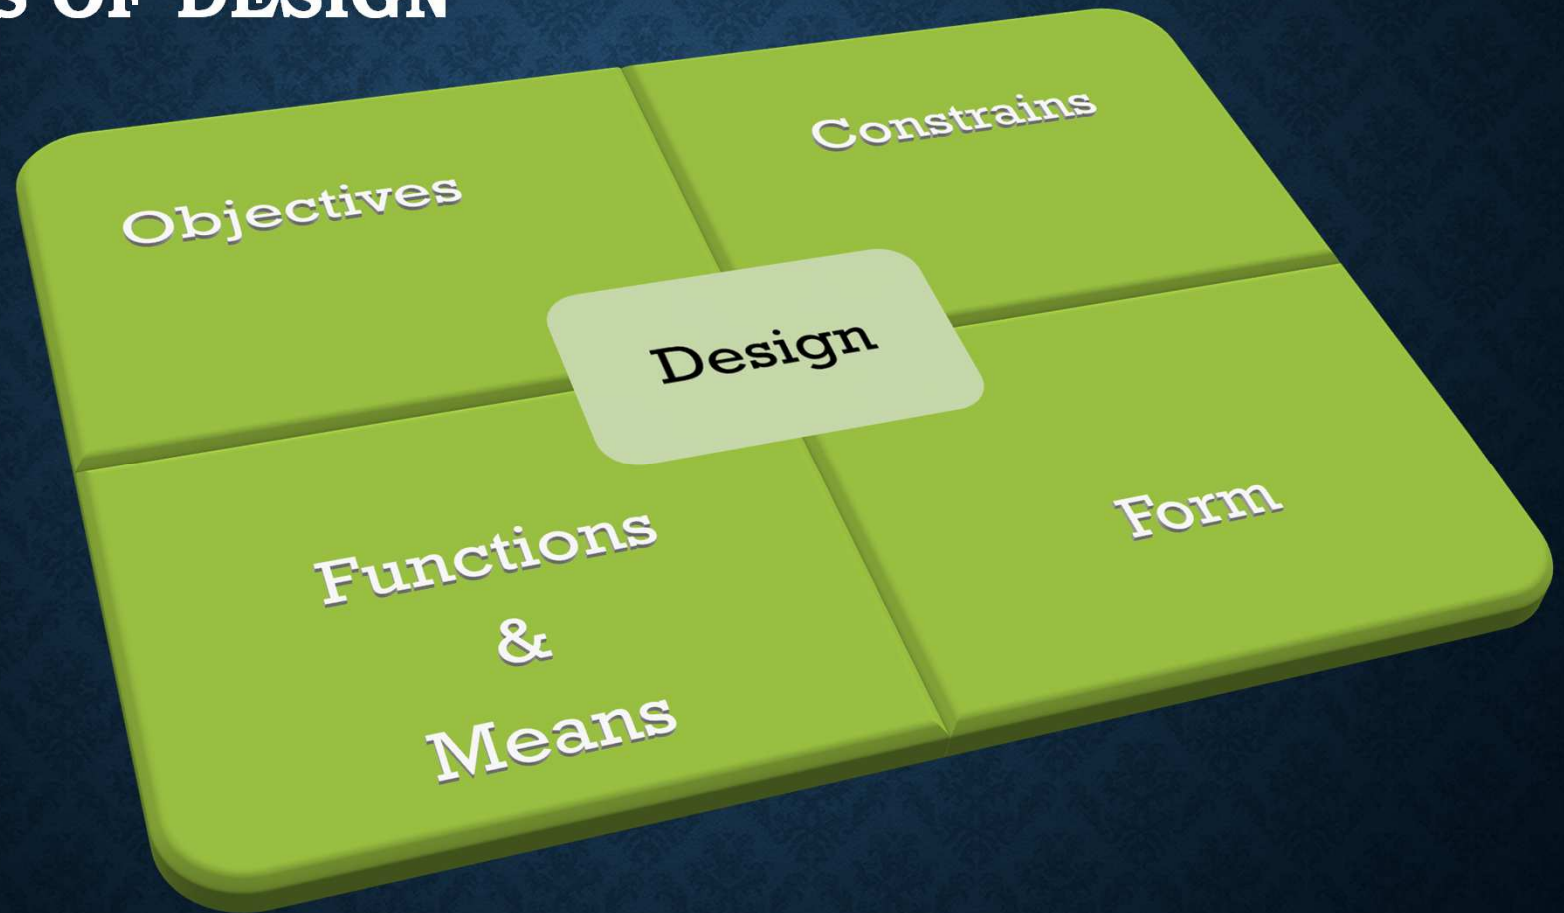 S OF DESIGN
Objectives
Constrains
Design
Functions
&
Means
Form